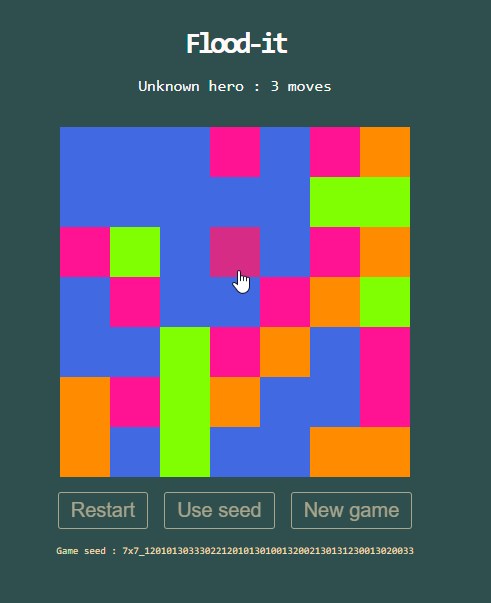 Flood-it
Unknown hero : 3 moves
Restart
Use seed
New game
Game seed : 7x7_1201013033302212010130100132002130131230013020033